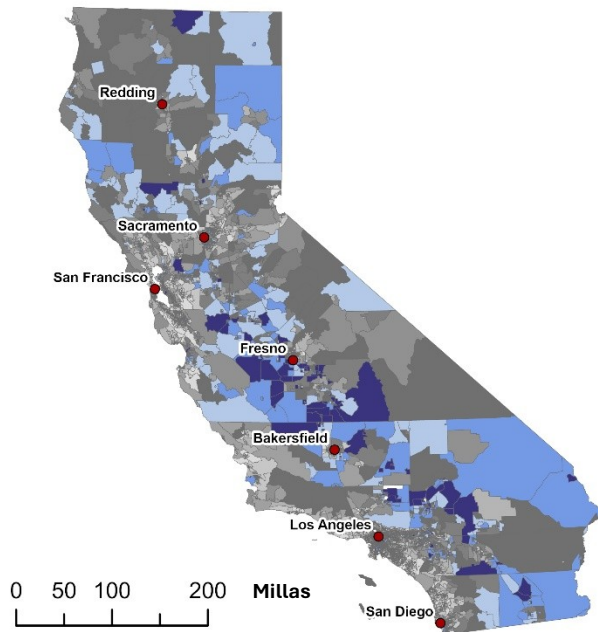 Redding
Sacramento
San Francisco
Fresno
Bakersfield
Los Angeles
San Diego
0 50 100 200 Millas